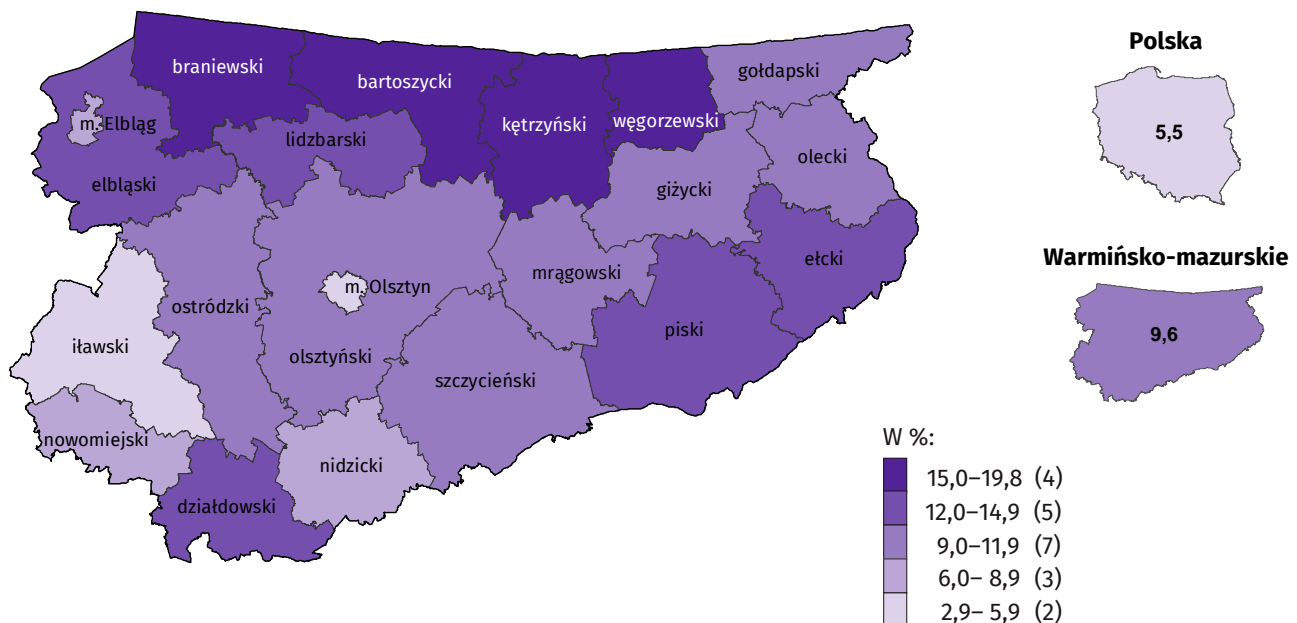 braniewski
bartoszycki
gołdapski
m. Elbląg
lidzbarski
kętrzyński
węgorzewski
olecki
elbląski
giżycki
ełcki
mrągowski
m. Olsztyn
ostródzki
piski
iławski
olsztyński
szczycieński
nowomiejski
nidzicki
działdowski
Polska
5,5
Warmińsko-mazurskie
9,6
W %:
15,0–19,8 (4)
12,0–14,9 (5)
9,0–11,9 (7)
6,0– 8,9 (3)
2,9– 5,9 (2)